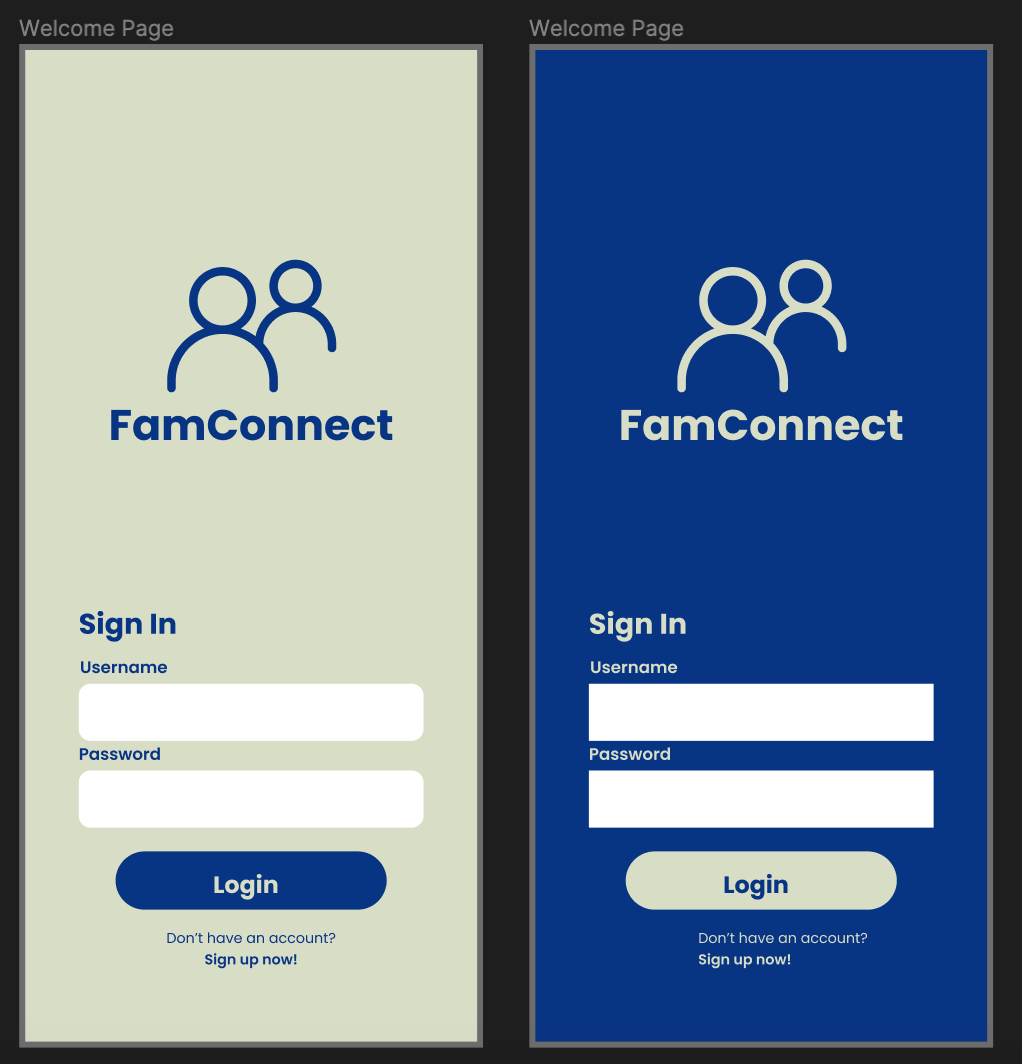 Welcome Page
FamConnect
Sign In
Username
Password
Login
Don’t have an account?
Sign up now!
Welcome Page
FamConnect
Sign In
Username
Password
Login
Don’t have an account?
Sign up now!